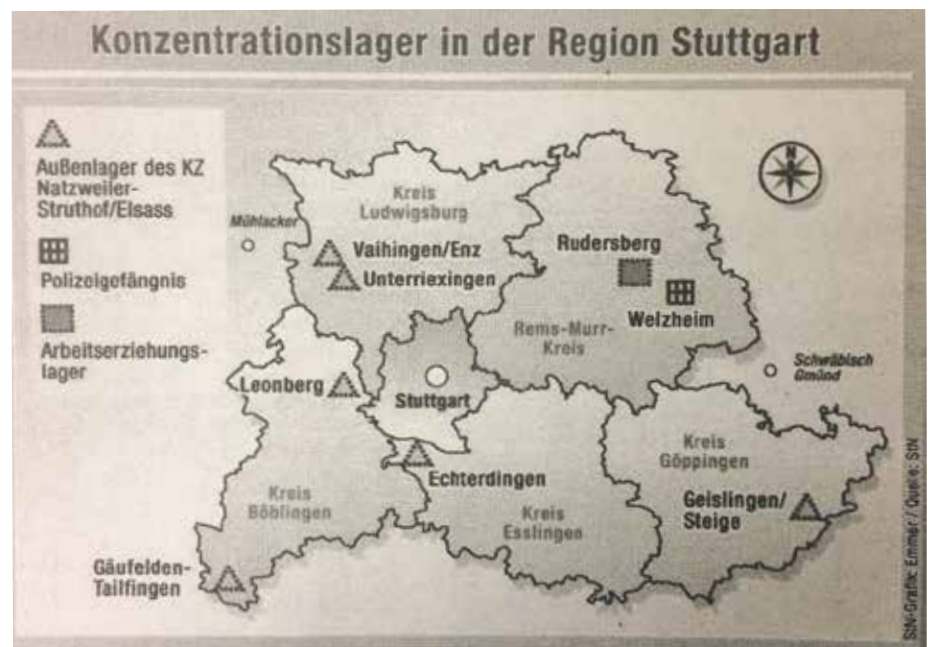 Konzentrationslager in der Region Stuttgart
Außenlager des KZ
Natzweiler-
Struthof/Elsass
Polizeigefängnis
Arbeitserziehungs-
lager
N
Kreis
Ludwigsburg
Mühlacker
Vaihingen/Enz
Unterriexingen
Rudersberg
Welzheim
Rems-Murr-
Kreis
Schwäbisch
Gmünd
Leonberg
Stuttgart
Echterdingen
Kreis
Göppingen
Geislingen/
Steige
Kreis
Böblingen
Kreis
Esslingen
Gäufelden-
Tailfingen
StN-Grafik: Emmer / Quelle: StN